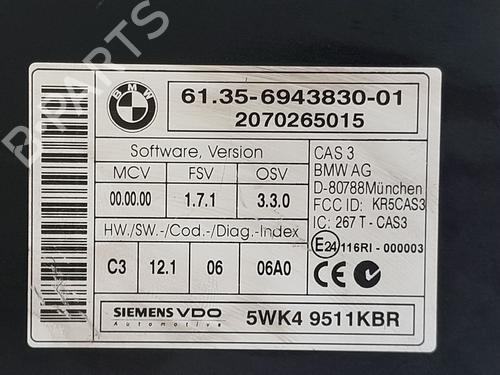 B-PARTS
BMW
61.35-6943830-01
2070265015
Software, Version
MCV FSV OSV
00.00.00 1.7.1 3.3.0
HW./SW.-/Cod.-/Diag.-Index
C3 12.1 06 06A0
CAS 3
BMW AG
D-80788München
FCC ID: KR5CAS3
IC: 267 T - CAS3
E24 116RI - 000003
CE
SIEMENS VDO
Automotive
5WK4 9511KBR